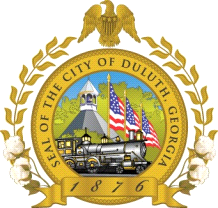 SEAL OF THE CITY OF DULUTH, GEORGIA
1876